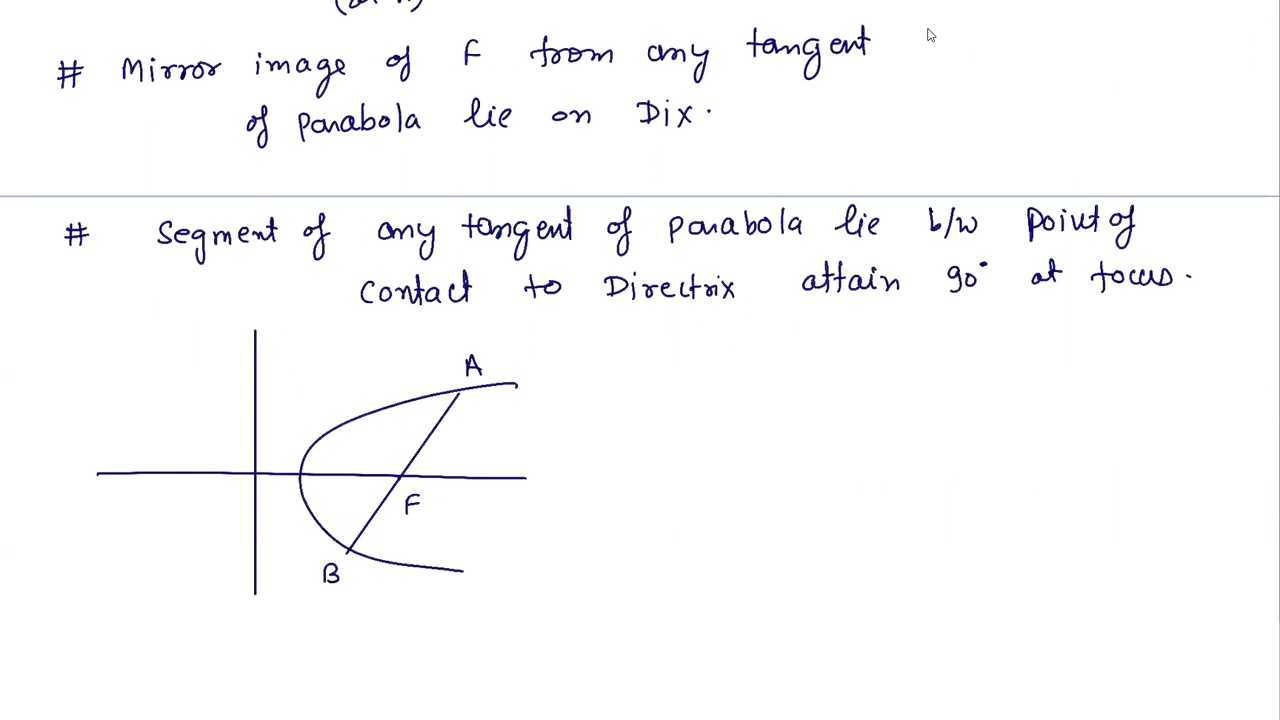 # Mirror image of F from any tangent
of parabola lie on Dix.
# Segment of any tangent of parabola lie b/w Point of
Contact to Directrix attain 90° at focus.
A
F
B